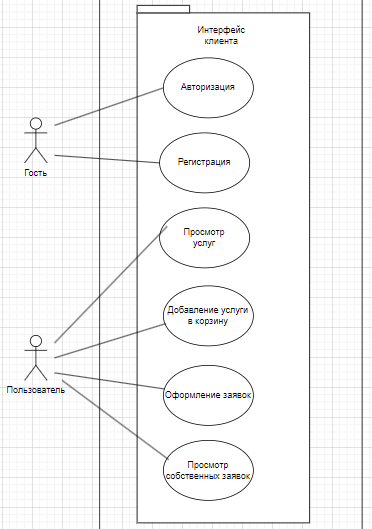 Интерфейс
клиента
Авторизация
Гость
Регистрация
Просмотр
услуг
Добавление услуги
в корзину
Пользователь
Оформление заявок
Просмотр
собственных заявок